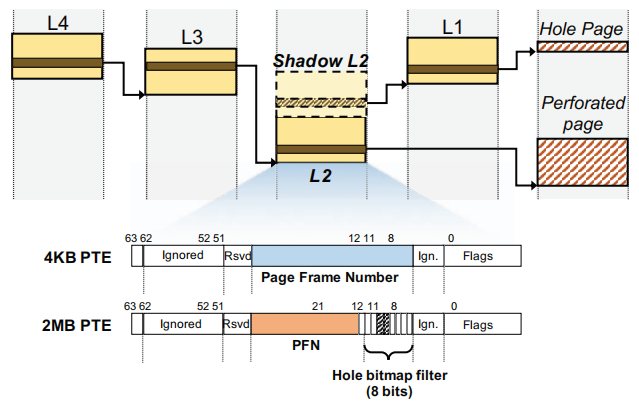 L4
L3
Shadow L2
L2
L1
Hole Page
Perforated
page
63 62 52 51 12 11 8 0
4KB PTE Ignored Rsvd Ign. Flags
Page Frame Number
63 62 52 51 21 12 11 8 0
2MB PTE Ignored Rsvd Ign. Flags
PFN
Hole bitmap filter
(8 bits)